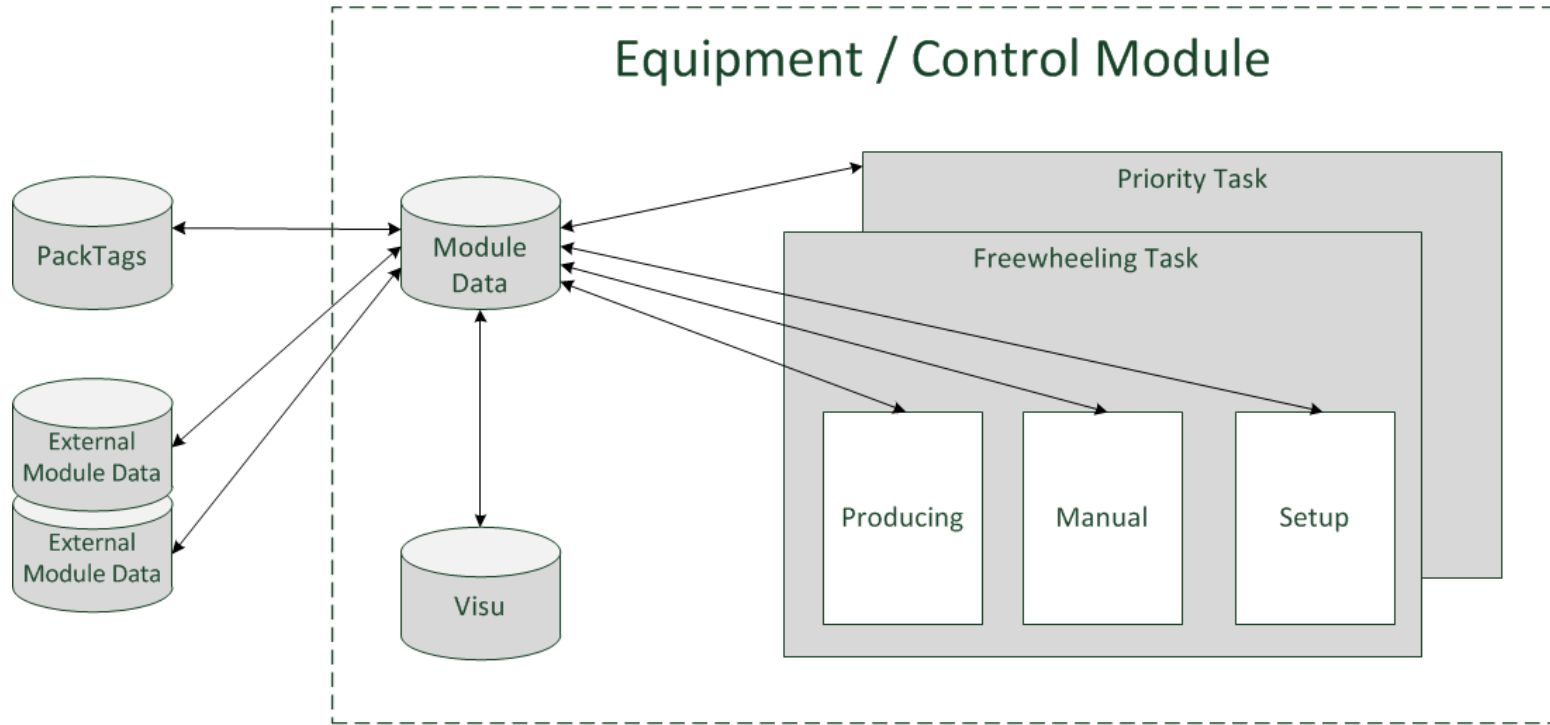 Equipment / Control Module
PackTags
Module
Data
Priority Task
Freewheeling Task
External
Module Data
External
Module Data
Visu
Producing
Manual
Setup